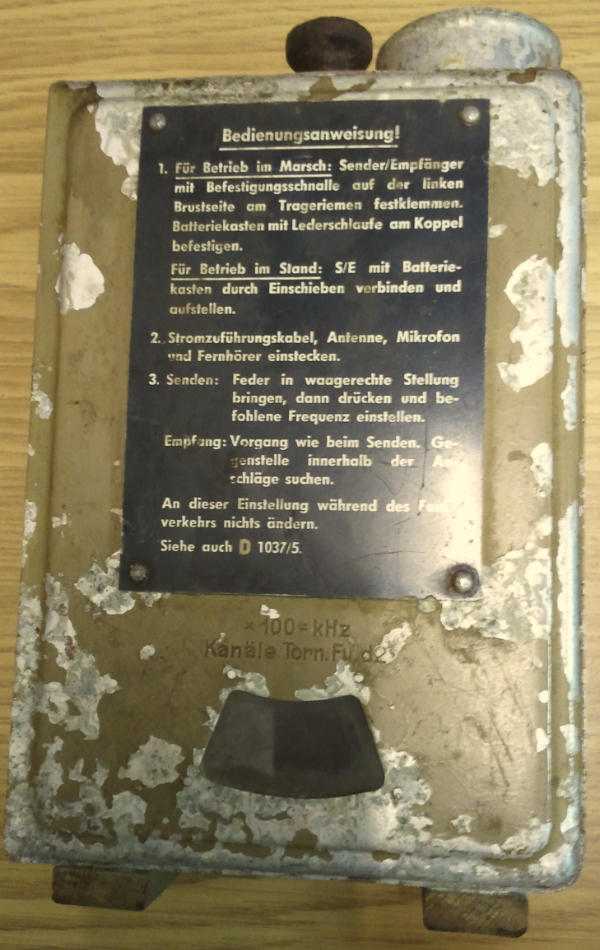 Bedienungsanweisung!
1. Für Betrieb im Marsch: Sender/Empfänger
mit Befestigungsschnalle auf der linken
Brustseite am Trageriemen festklemmen.
Batteriekasten mit Lederschlaufe am Koppel
befestigen.
Für Betrieb im Stand: S/E mit Batterie-
kasten durch Einschieben verbinden und
aufstellen.
2. Stromzuführungskabel, Antenne, Mikrofon
und Fernhörer einstecken.
3. Senden: Feder in waagerechte Stellung
bringen, dann drücken und be-
fohlene Frequenz einstellen.
Empfang: Vorgang wie beim Senden. Ge-
genstelle innerhalb der An-
schläge suchen.
An dieser Einstellung während des Funk-
verkehrs nichts ändern.
Siehe auch D 1037/5.
×100=kHz
Kanäle Torn.Fu.d2